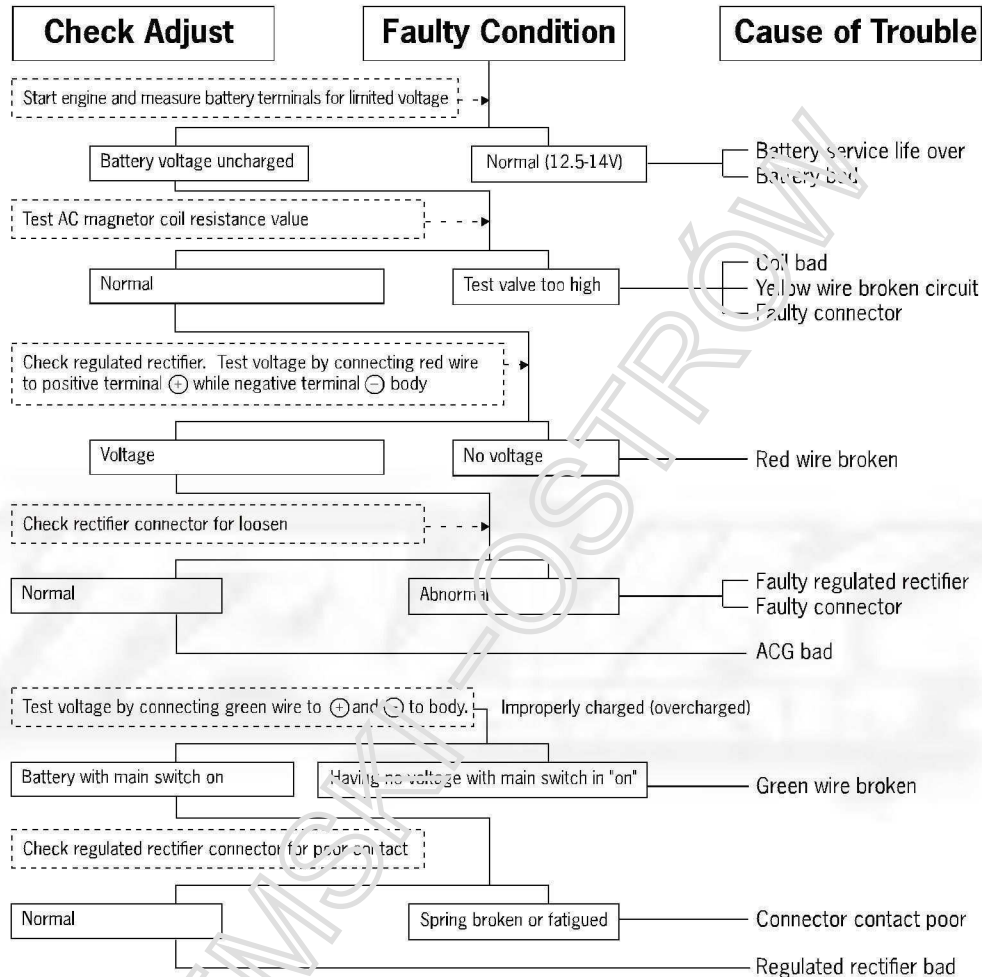 Check Adjust Faulty Condition Cause of Trouble
Start engine and measure battery terminals for limited voltage
Battery voltage uncharged Normal (12.5-14V) Battery service life over
Battery bad
Test AC magnetor coil resistance value
Normal Test valve too high Coil bad
Yellow wire broken circuit
Faulty connector
Check regulated rectifier. Test voltage by connecting red wire
to positive terminal (+) while negative terminal (-) body
Voltage No voltage Red wire broken
Check rectifier connector for loosen
Normal Abnormal Faulty regulated rectifier
Faulty connector
ACG bad
Test voltage by connecting green wire to (+) and (-) to body. Improperly charged (overcharged)
Battery with main switch on Having no voltage with main switch in "on" Green wire broken
Check regulated rectifier connector for poor contact
Normal Spring broken or fatigued Connector contact poor
Regulated rectifier bad
MSKI -OSTRÓW